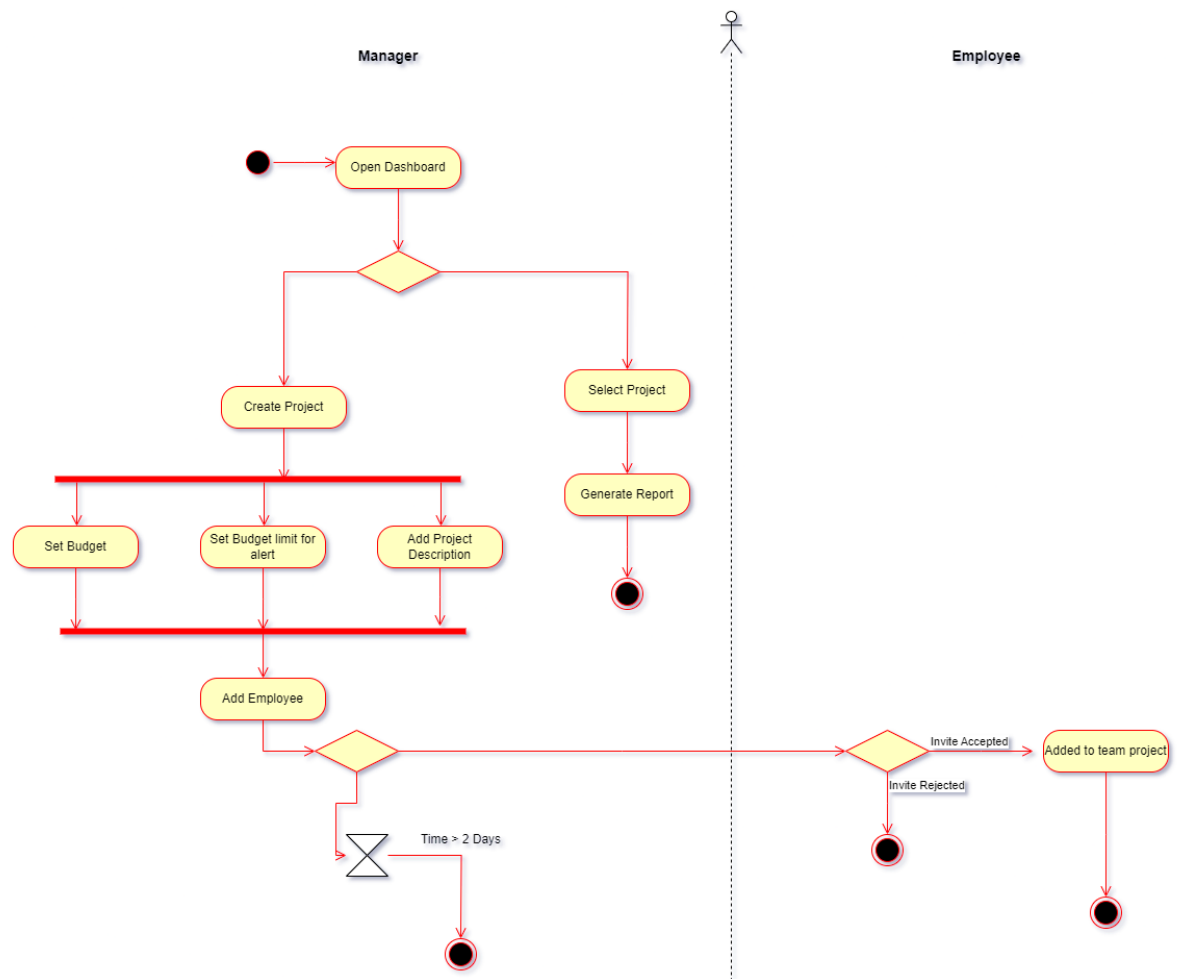 Manager
Employee
Open Dashboard
Select Project
Create Project
Generate Report
Set Budget
Set Budget limit for
alert
Add Project
Description
Add Employee
Invite Accepted
Added to team project
Invite Rejected
Time > 2 Days